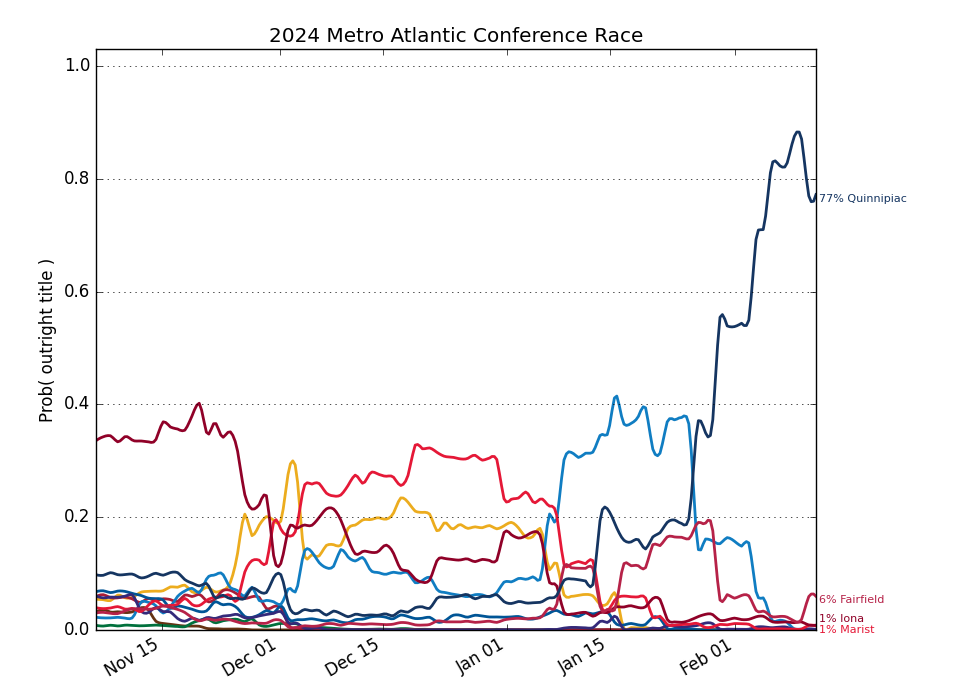 2024 Metro Atlantic Conference Race
Prob( outright title )
1.0
0.8
0.6
0.4
0.2
0.0
Nov 15
Dec 01
Dec 15
Jan 01
Jan 15
Feb 01
77% Quinnipiac
6% Fairfield
1% Iona
1% Marist